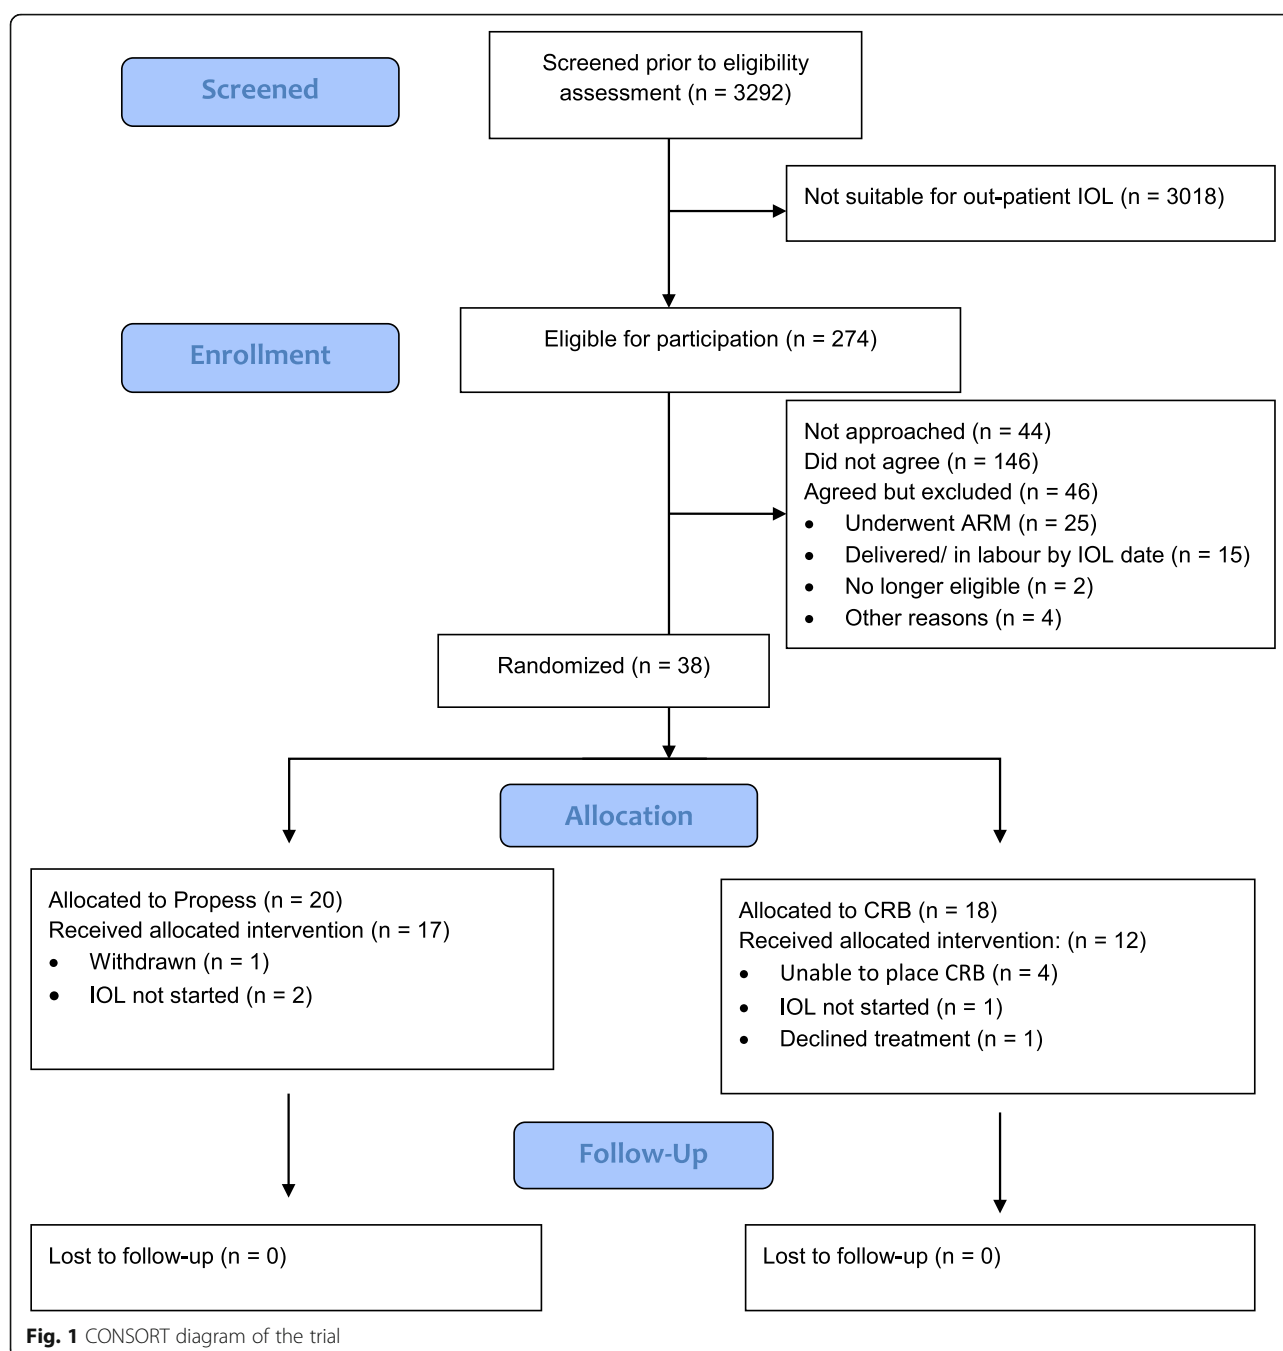 Screened
Screened prior to eligibility
assessment (n = 3292)
Not suitable for out-patient IOL (n = 3018)
Enrollment
Eligible for participation (n = 274)
Not approached (n = 44)
Did not agree (n = 146)
Agreed but excluded (n = 46)
• Underwent ARM (n = 25)
• Delivered/ in labour by IOL date (n = 15)
• No longer eligible (n = 2)
• Other reasons (n = 4)
Randomized (n = 38)
Allocation
Allocated to Propess (n = 20)
Received allocated intervention (n = 17)
• Withdrawn (n = 1)
• IOL not started (n = 2)
Allocated to CRB (n = 18)
Received allocated intervention: (n = 12)
• Unable to place CRB (n = 4)
• IOL not started (n = 1)
• Declined treatment (n = 1)
Follow-Up
Lost to follow-up (n = 0)
Lost to follow-up (n = 0)
Fig. 1 CONSORT diagram of the trial